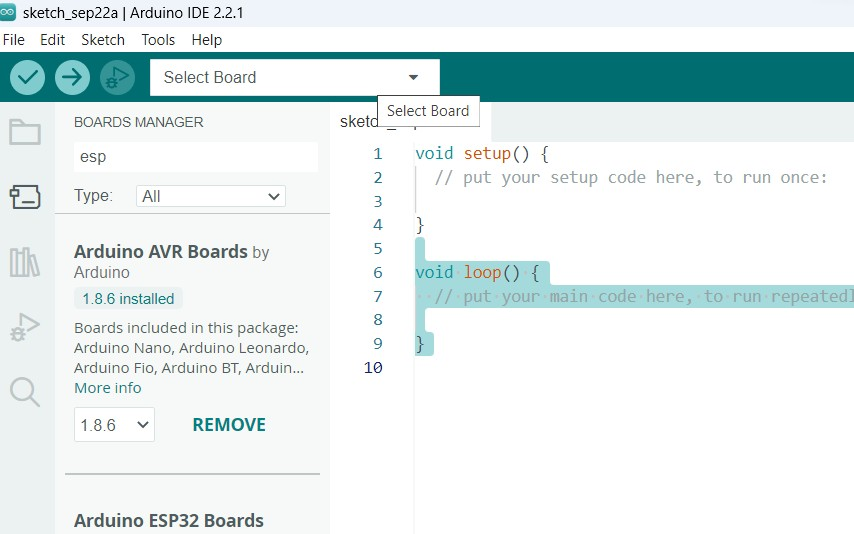 sketch_sep22a | Arduino IDE 2.2.1
File Edit Sketch Tools Help
Select Board
Select Board
BOARDS MANAGER
esp
Type: All
Arduino AVR Boards by
Arduino
1.8.6 installed
Boards included in this package:
Arduino Nano, Arduino Leonardo,
Arduino Fio, Arduino BT, Arduin...
More info
1.8.6 REMOVE
Arduino ESP32 Boards
1 void setup() {
2 // put your setup code here, to run once:
3
4 }
5
6 void loop() {
7 // put your main code here, to run repeatedl
8
9 }
10